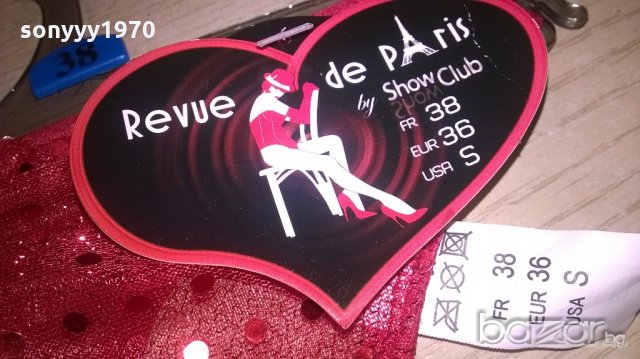 sonyyy1970
38
Revue de PAris
by Show Club
FR 38
EUR 36
USA S
FR 38
EUR 36
USA S
bazar.bg